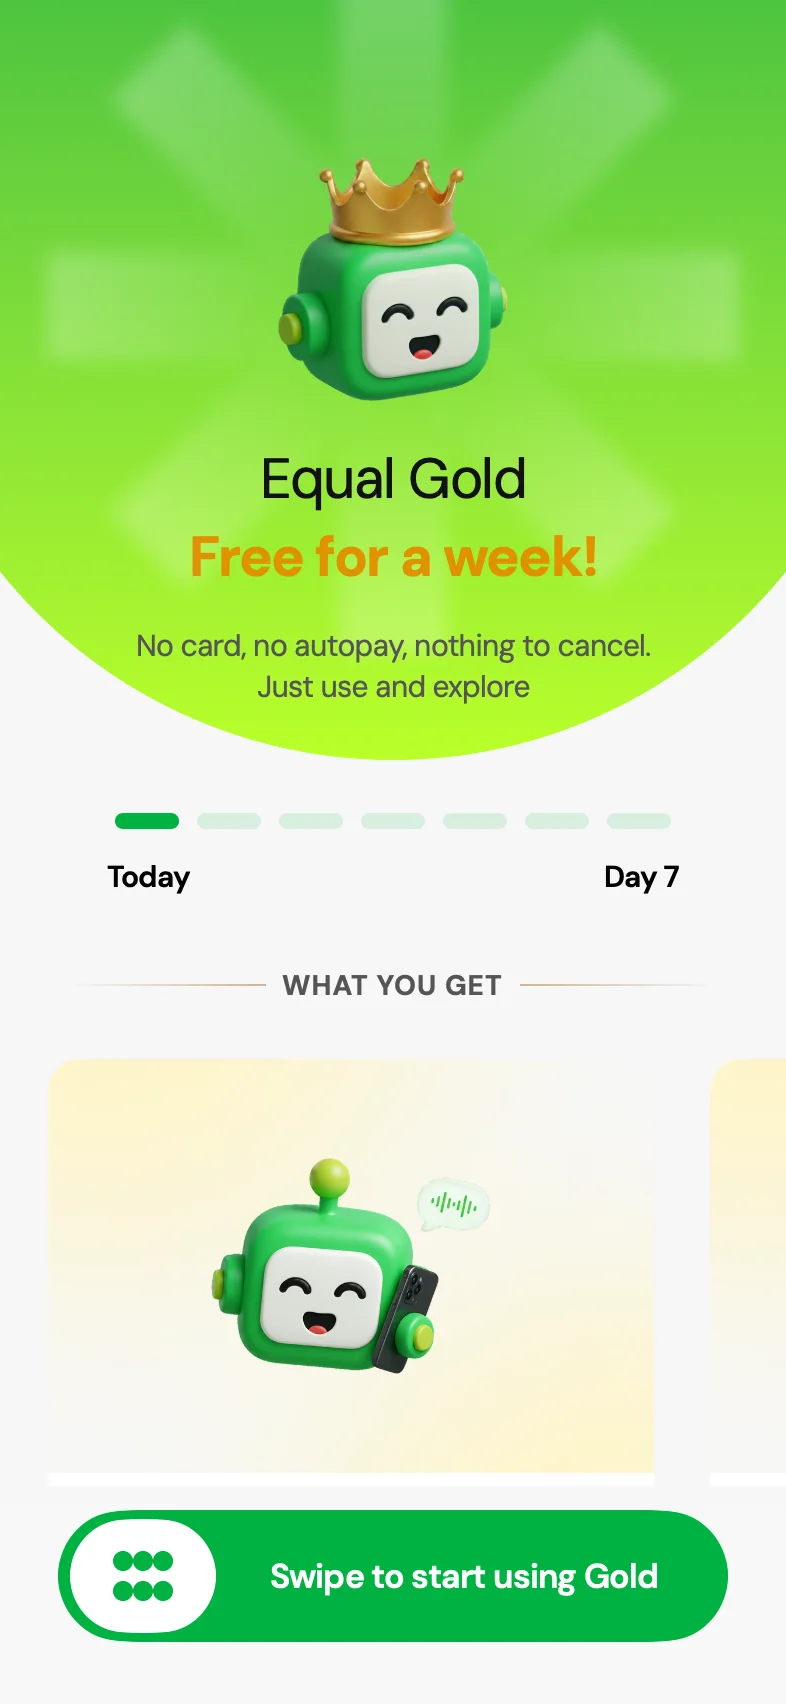 Equal Gold
Free for a week!
No card, no autopay, nothing to cancel.
Just use and explore
Today
Day 7
WHAT YOU GET
Swipe to start using Gold